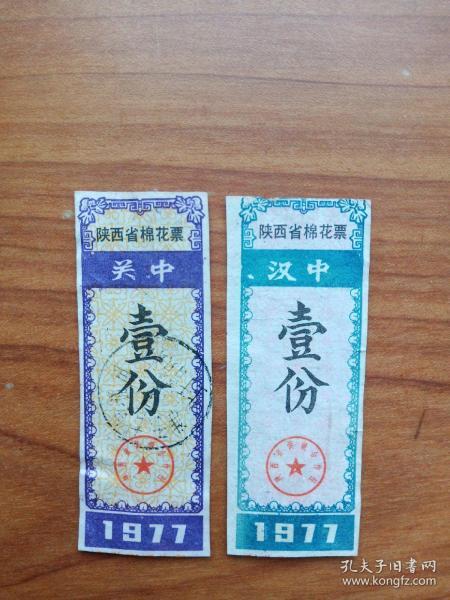 陕西省棉花票
关中
壹份
1977
陕西省棉花票
汉中
壹份
1977
孔夫子旧书网
www.kongfz.com